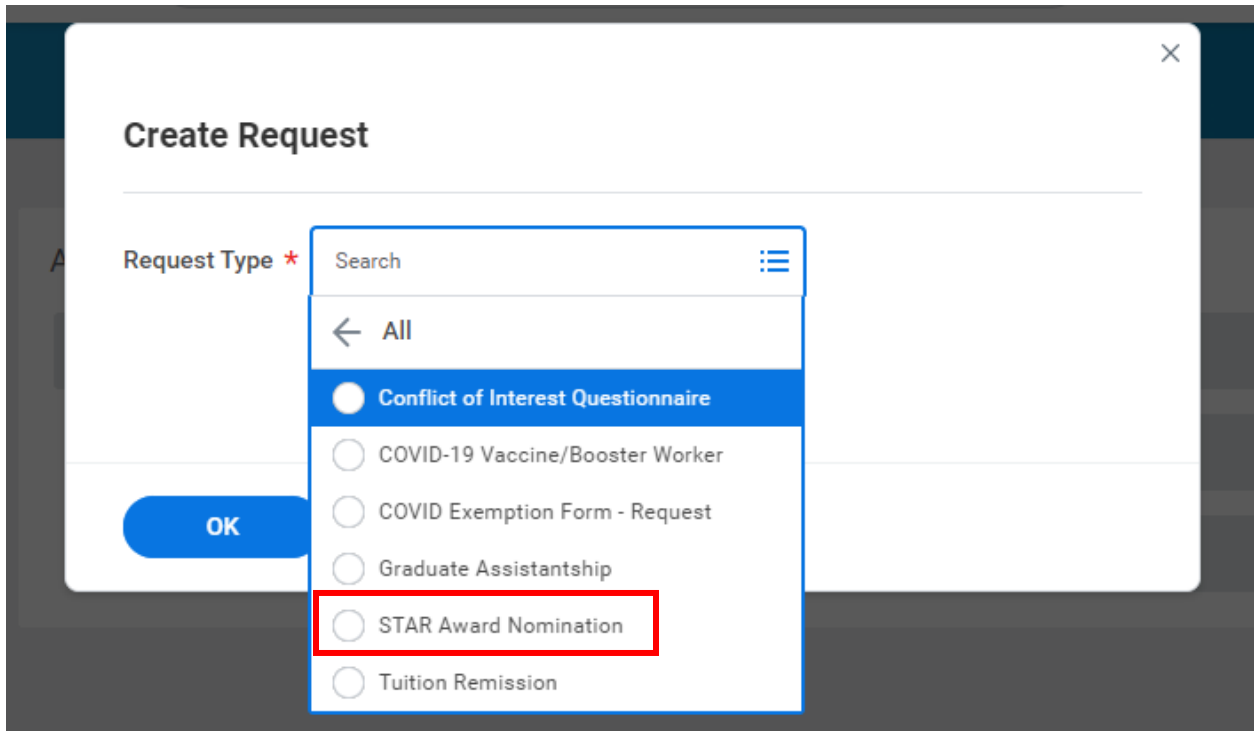 Create Request
Request Type * Search
All
Conflict of Interest Questionnaire
COVID-19 Vaccine/Booster Worker
COVID Exemption Form - Request
OK
Graduate Assistantship
STAR Award Nomination
Tuition Remission